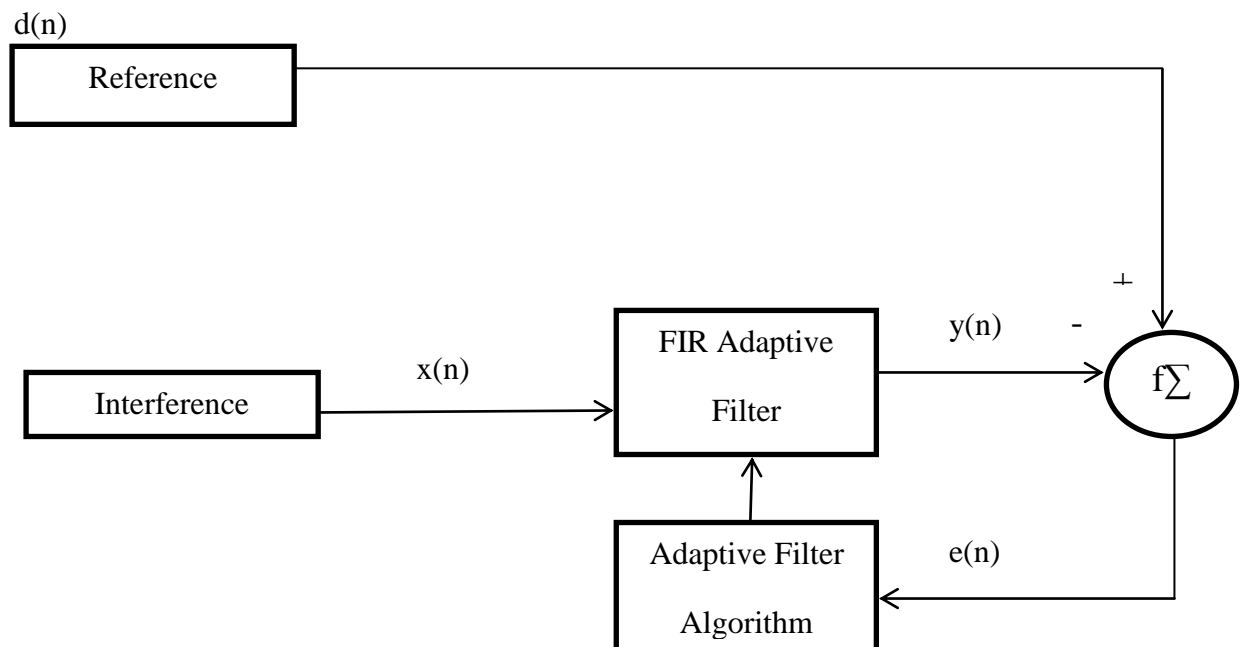 d(n)
Reference
+
FIR Adaptive
Filter
y(n)
-
f∑
x(n)
Interference
Adaptive Filter
Algorithm
e(n)